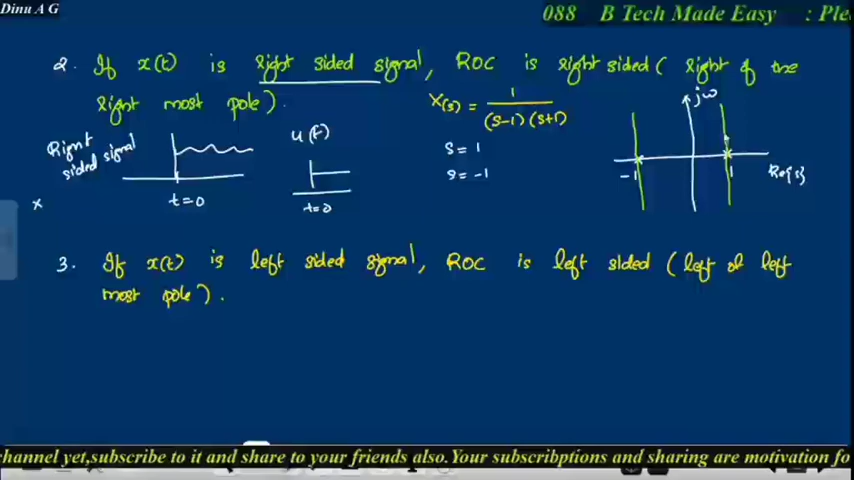 Dinu A G
088 B Tech Made Easy : Ple
2. If x(t) is right sided signal, ROC is right sided ( right of the
right most pole ).
X(s) = 1 / (s-1) (s+1)
jω
Right
sided signal
u(t)
s = 1
s = -1
-1
1
Re{s}
x
t=0
t=0
3. If x(t) is left sided signal, ROC is left sided ( left of left
most pole ).
channel yet,subscribe to it and share to your friends also.Your subscribptions and sharing are motivation fo